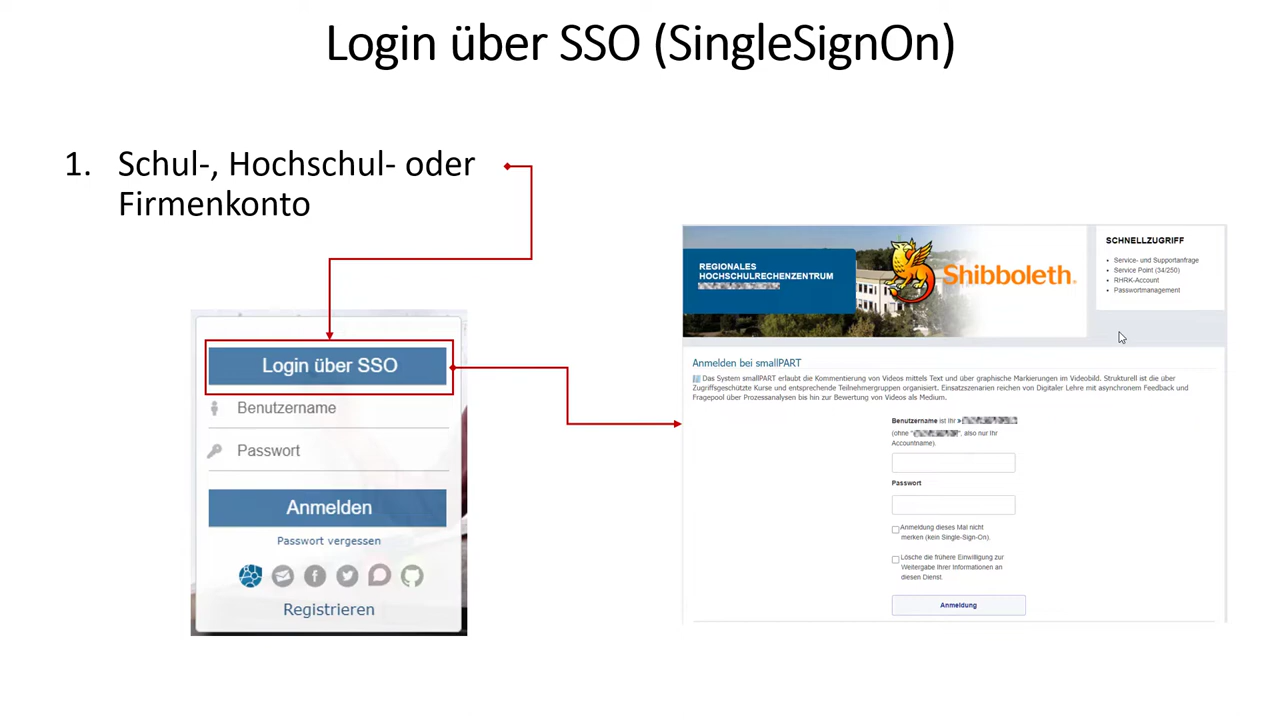 Login über SSO (SingleSignOn)
1. Schul-, Hochschul- oder
Firmenkonto
Login über SSO
Benutzername
Passwort
Anmelden
Passwort vergessen
Registrieren
REGIONALES
HOCHSCHULRECHENZENTRUM
Shibboleth.
SCHNELLZUGRIFF
Service- und Supportanfrage
Service Point (34/250)
RHRK-Account
Passwortmanagement
Anmelden bei smallPART
Das System smallPART erlaubt die Kommentierung von Videos mittels Text und über graphische Markierungen im Videobild. Strukturell ist die über
Zugriffsgeschützte Kurse und entsprechende Teilnehmergruppen organisiert. Einsatzszenarien reichen von Digitaler Lehre mit asynchronem Feedback und
Fragepool über Prozessanalysen bis hin zur Bewertung von Videos als Medium.
Benutzername ist Ihr
(ohne " ", also nur Ihr
Accountname).
Passwort
Anmeldung dieses Mal nicht
merken (kein Single-Sign-On).
Lösche die frühere Einwilligung zur
Weitergabe Ihrer Informationen an
diesen Dienst.
Anmeldung